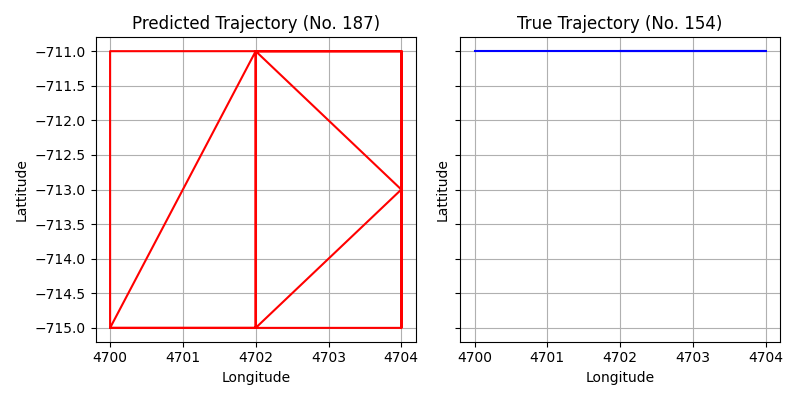 Predicted Trajectory (No. 187)
True Trajectory (No. 154)
−711.0
−711.5
−712.0
−712.5
−713.0
−713.5
−714.0
−714.5
−715.0
Lattitude
Lattitude
4700 4701 4702 4703 4704
4700 4701 4702 4703 4704
Longitude
Longitude